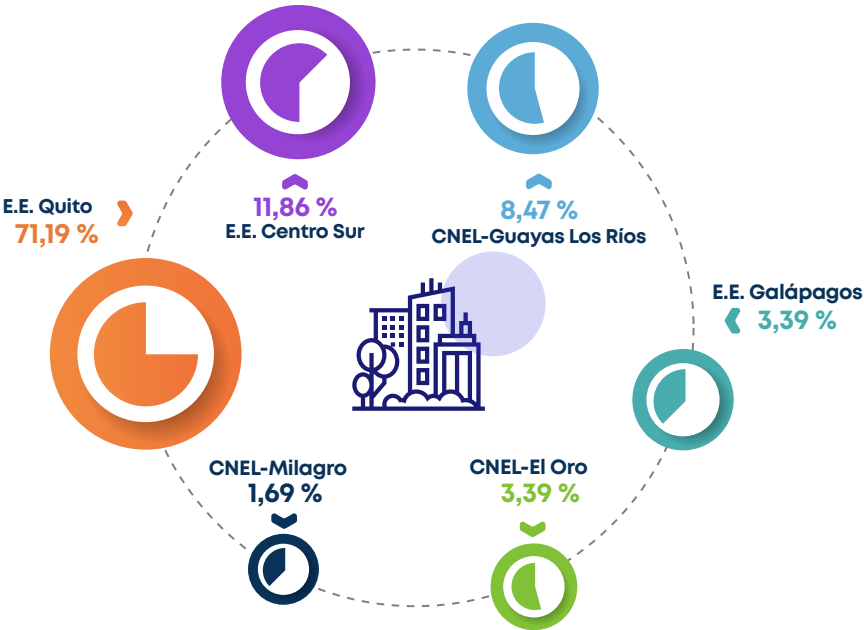 E.E. Quito
71,19 %
11,86 %
E.E. Centro Sur
8,47 %
CNEL-Guayas Los Ríos
E.E. Galápagos
3,39 %
CNEL-Milagro
1,69 %
CNEL-El Oro
3,39 %